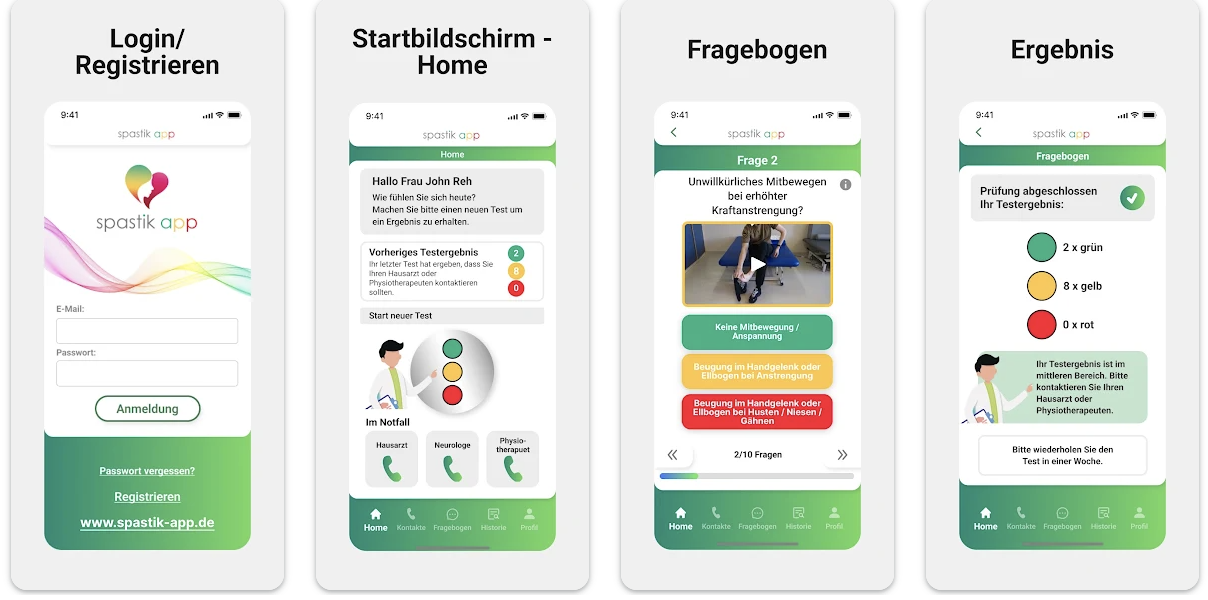 Login/
Registrieren
9:41
spastik app
spastik app
E-Mail:
Passwort:
Anmeldung
Passwort vergessen?
Registrieren
www.spastik-app.de
Startbildschirm -
Home
9:41
spastik app
Home
Hallo Frau John Reh
Wie fühlen Sie sich heute?
Machen Sie bitte einen neuen Test um
ein Ergebnis zu erhalten.
Vorheriges Testergebnis
Ihr letzter Test hat ergeben, dass Sie
Ihren Hausarzt oder
Physiotherapeuten kontaktieren
sollten.
2
8
0
Start neuer Test
Im Notfall
Hausarzt
Neurologe
Physio-
therapuet
Home Kontakte Fragebogen Historie Profil
Fragebogen
9:41
spastik app
Frage 2
Unwillkürliches Mitbewegen
bei erhöhter
Kraftanstrengung?
Keine Mitbewegung /
Anspannung
Beugung im Handgelenk oder
Ellbogen bei Anstrengung
Beugung im Handgelenk oder
Ellbogen bei Husten / Niesen /
Gähnen
2/10 Fragen
Home Kontakte Fragebogen Historie Profil
Ergebnis
9:41
spastik app
Fragebogen
Prüfung abgeschlossen
Ihr Testergebnis:
2 x grün
8 x gelb
0 x rot
Ihr Testergebnis ist im
mittleren Bereich. Bitte
kontaktieren Sie Ihren
Hausarzt oder
Physiotherapeuten.
Bitte wiederholen Sie den
Test in einer Woche.
Home Kontakte Fragebogen Historie Profil